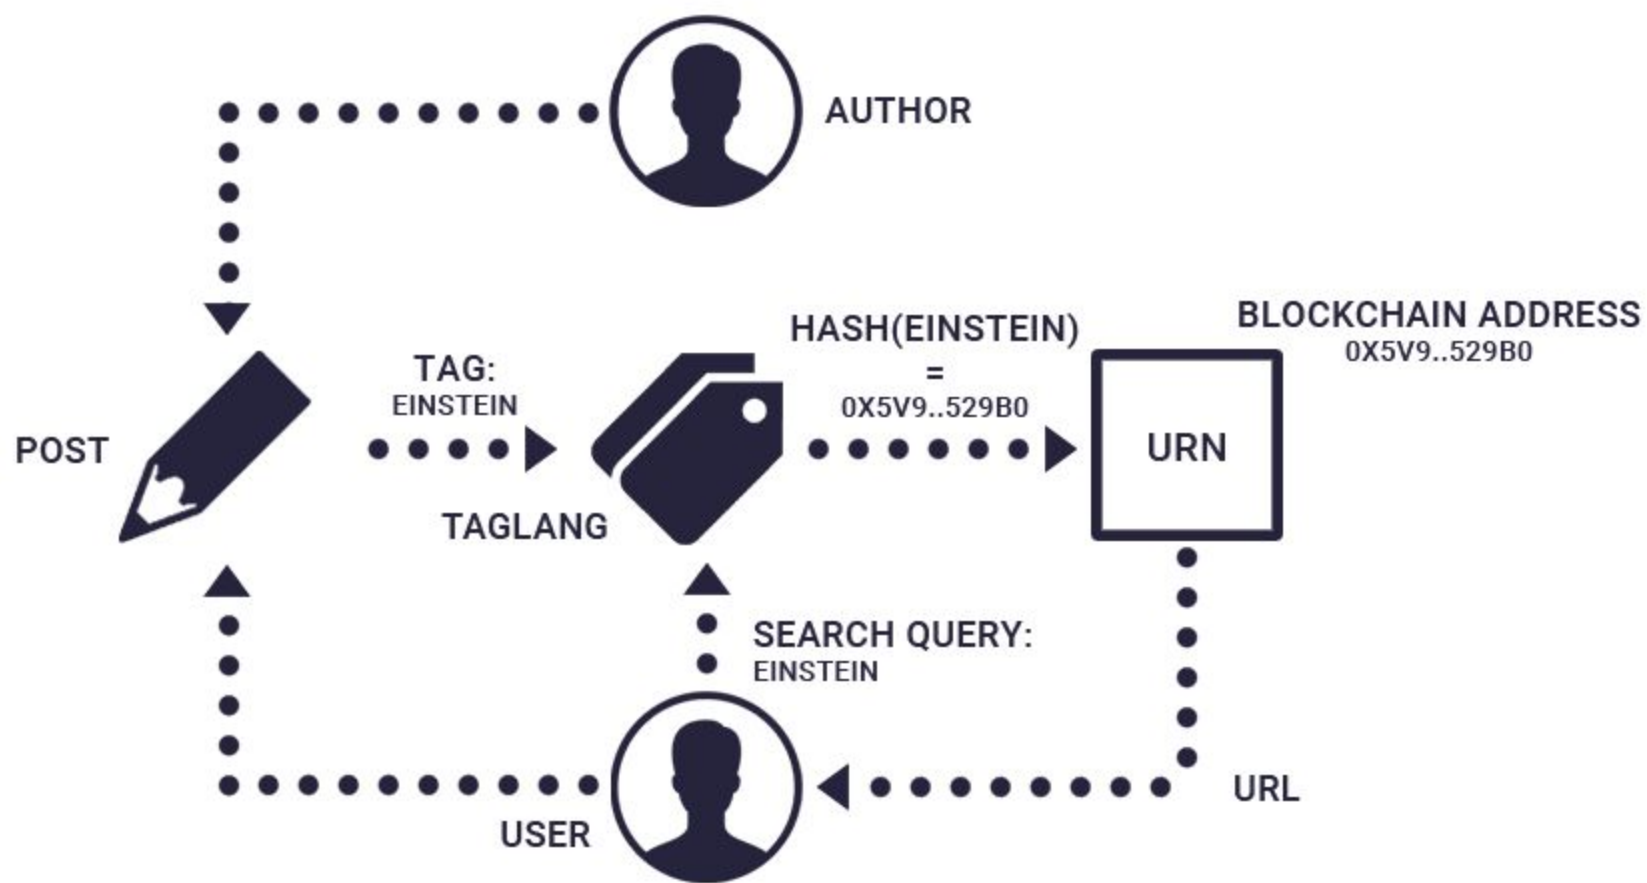 AUTHOR
BLOCKCHAIN ADDRESS
0X5V9..529B0
HASH(EINSTEIN)
=
0X5V9..529B0
TAG:
EINSTEIN
POST
URN
TAGLANG
SEARCH QUERY:
EINSTEIN
URL
USER